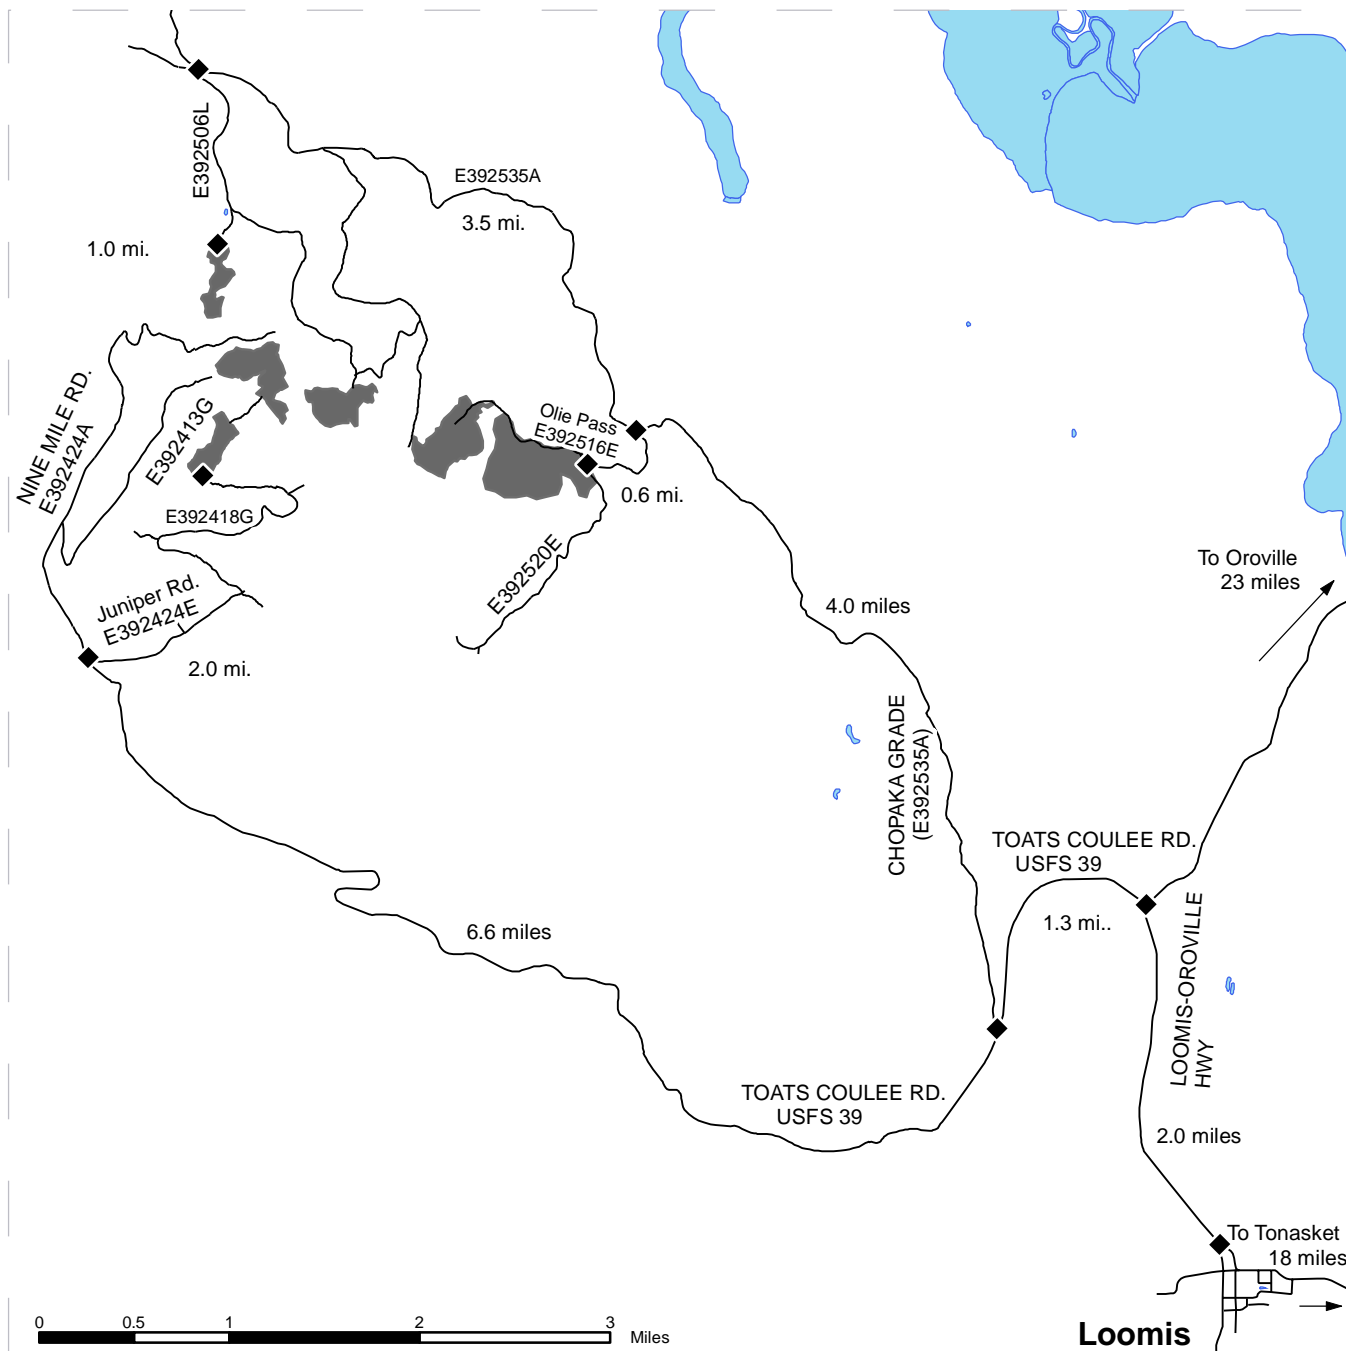 E392506L
E392535A
3.5 mi.
1.0 mi.
NINE MILE RD.
E392424A
E392413G
Olie Pass
E392516E
0.6 mi.
E392418G
E392520E
Juniper Rd.
E392424E
2.0 mi.
To Oroville
23 miles
4.0 miles
CHOPAKA GRADE
(E392535A)
TOATS COULEE RD.
USFS 39
1.3 mi..
6.6 miles
LOOMIS-OROVILLE
HWY
TOATS COULEE RD.
USFS 39
2.0 miles
To Tonasket
18 miles
Loomis
0 0.5 1 2 3
Miles